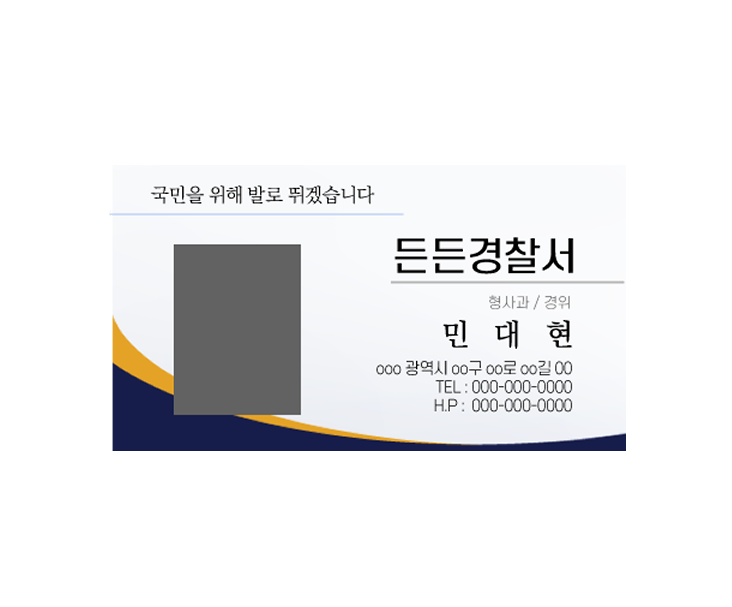 국민을 위해 발로 뛰겠습니다
든든경찰서
형사과 / 경위
민 대 현
ooo 광역시 oo구 oo로 oo길 00
TEL : 000-000-0000
H.P : 000-000-0000